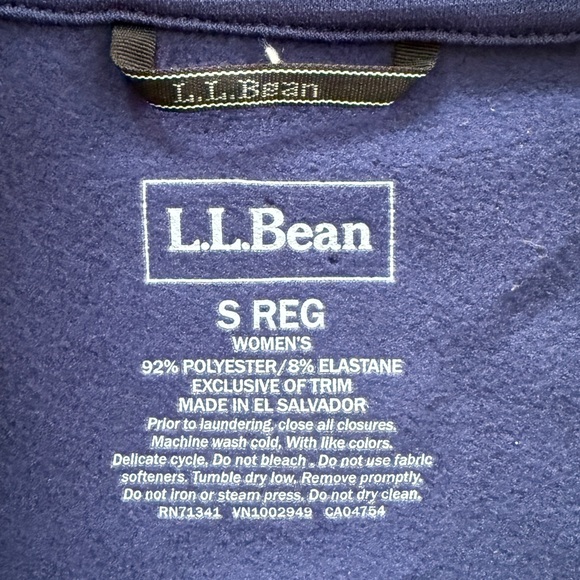 L.L.Bean
L.L.Bean
S REG
WOMEN'S
92% POLYESTER/8% ELASTANE
EXCLUSIVE OF TRIM
MADE IN EL SALVADOR
Prior to laundering, close all closures.
Machine wash cold, With like colors.
Delicate cycle, Do not bleach . Do not use fabric
softeners. Tumble dry low. Remove promptly.
Do not iron or steam press. Do not dry clean.
RN71341 VN1002949 CA04754